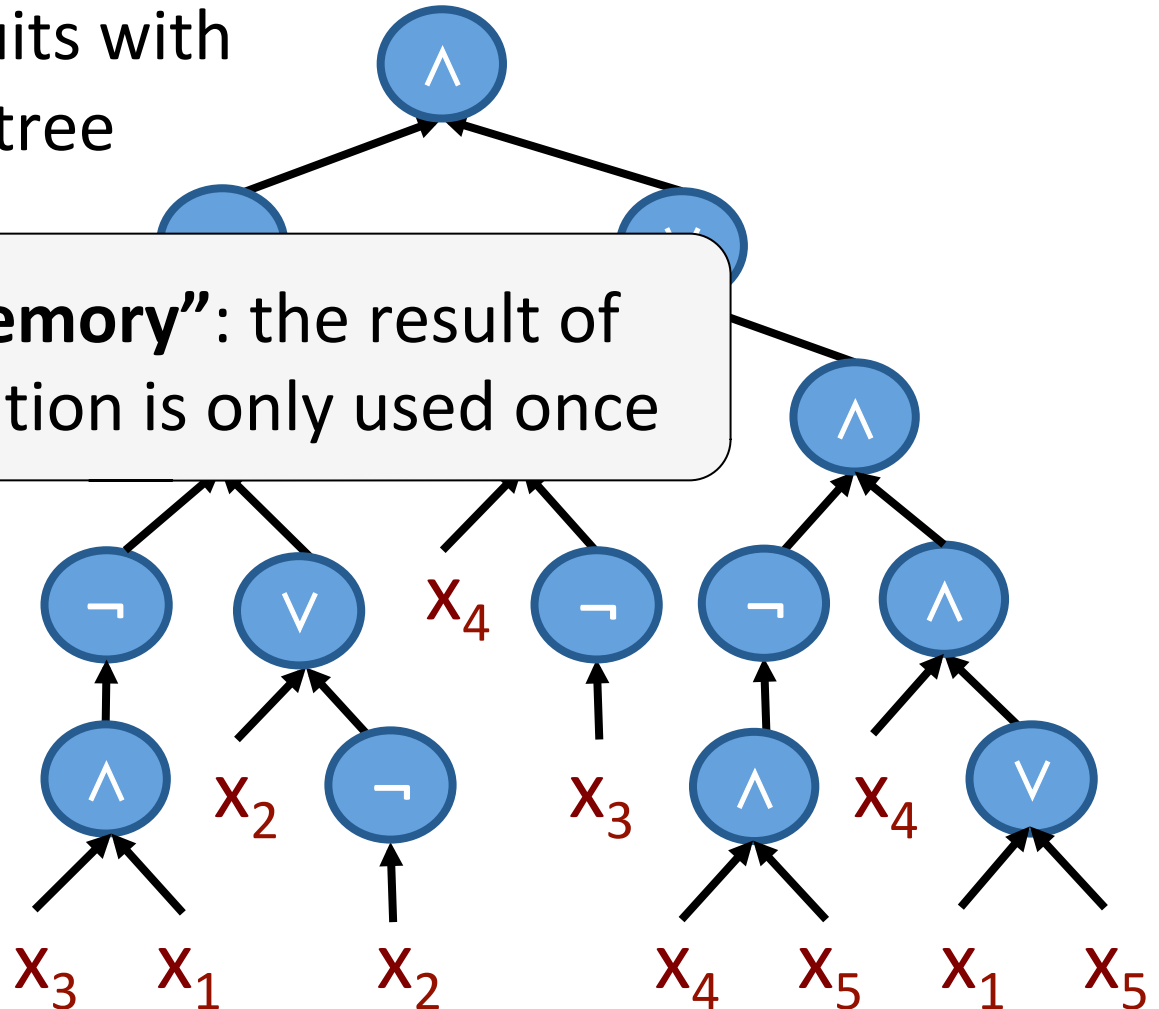 uits with
∧
tree
emory”: the result of
tion is only used once
∧
¬ ∨ x4 ¬ ¬ ∧
∧ x2 ¬ x3 ∧ x4 ∨
x3 x1 x2 x4 x5 x1 x5